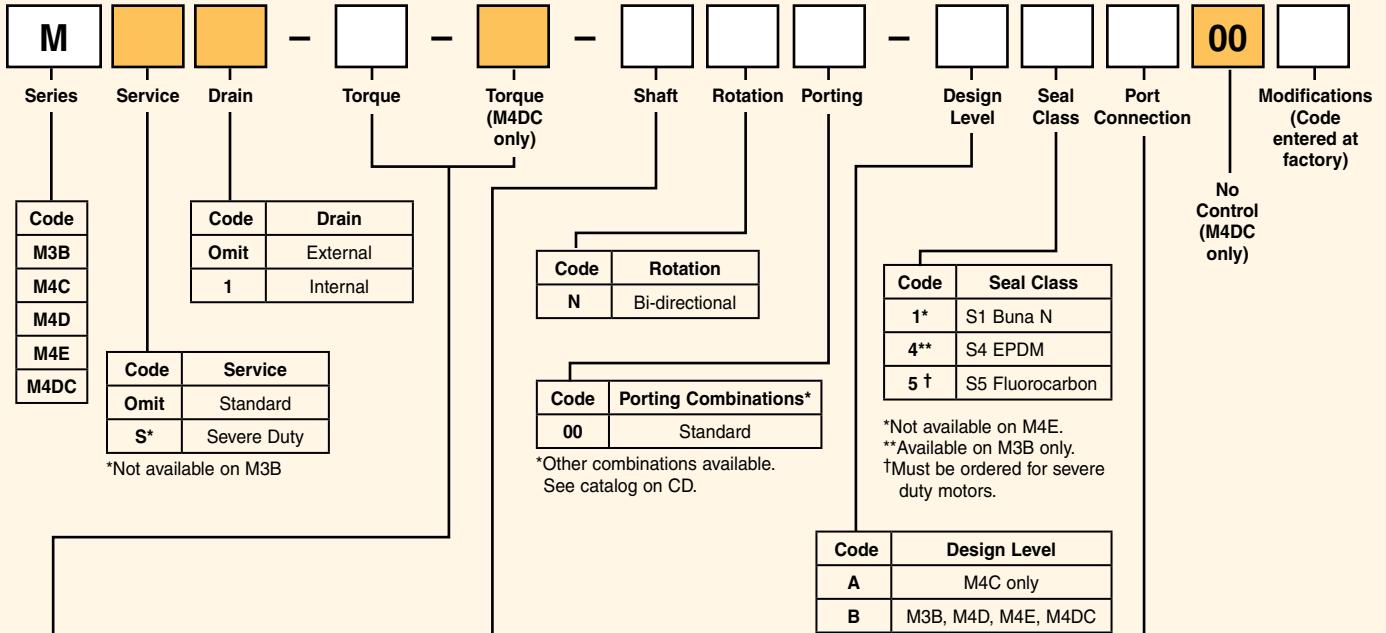 M – – – – 00
Series Service Drain Torque Torque (M4DC only) Shaft Rotation Porting Design Level Seal Class Port Connection No Control (M4DC only) Modifications (Code entered at factory)
Code
M3B
M4C
M4D
M4E
M4DC
Code Service
Omit Standard
S* Severe Duty
*Not available on M3B
Code Drain
Omit External
1 Internal
Code Rotation
N Bi-directional
Code Porting Combinations*
00 Standard
*Other combinations available.
See catalog on CD.
Code Seal Class
1* S1 Buna N
4** S4 EPDM
5 † S5 Fluorocarbon
*Not available on M4E.
**Available on M3B only.
†Must be ordered for severe
duty motors.
Code Design Level
A M4C only
B M3B, M4D, M4E, M4DC